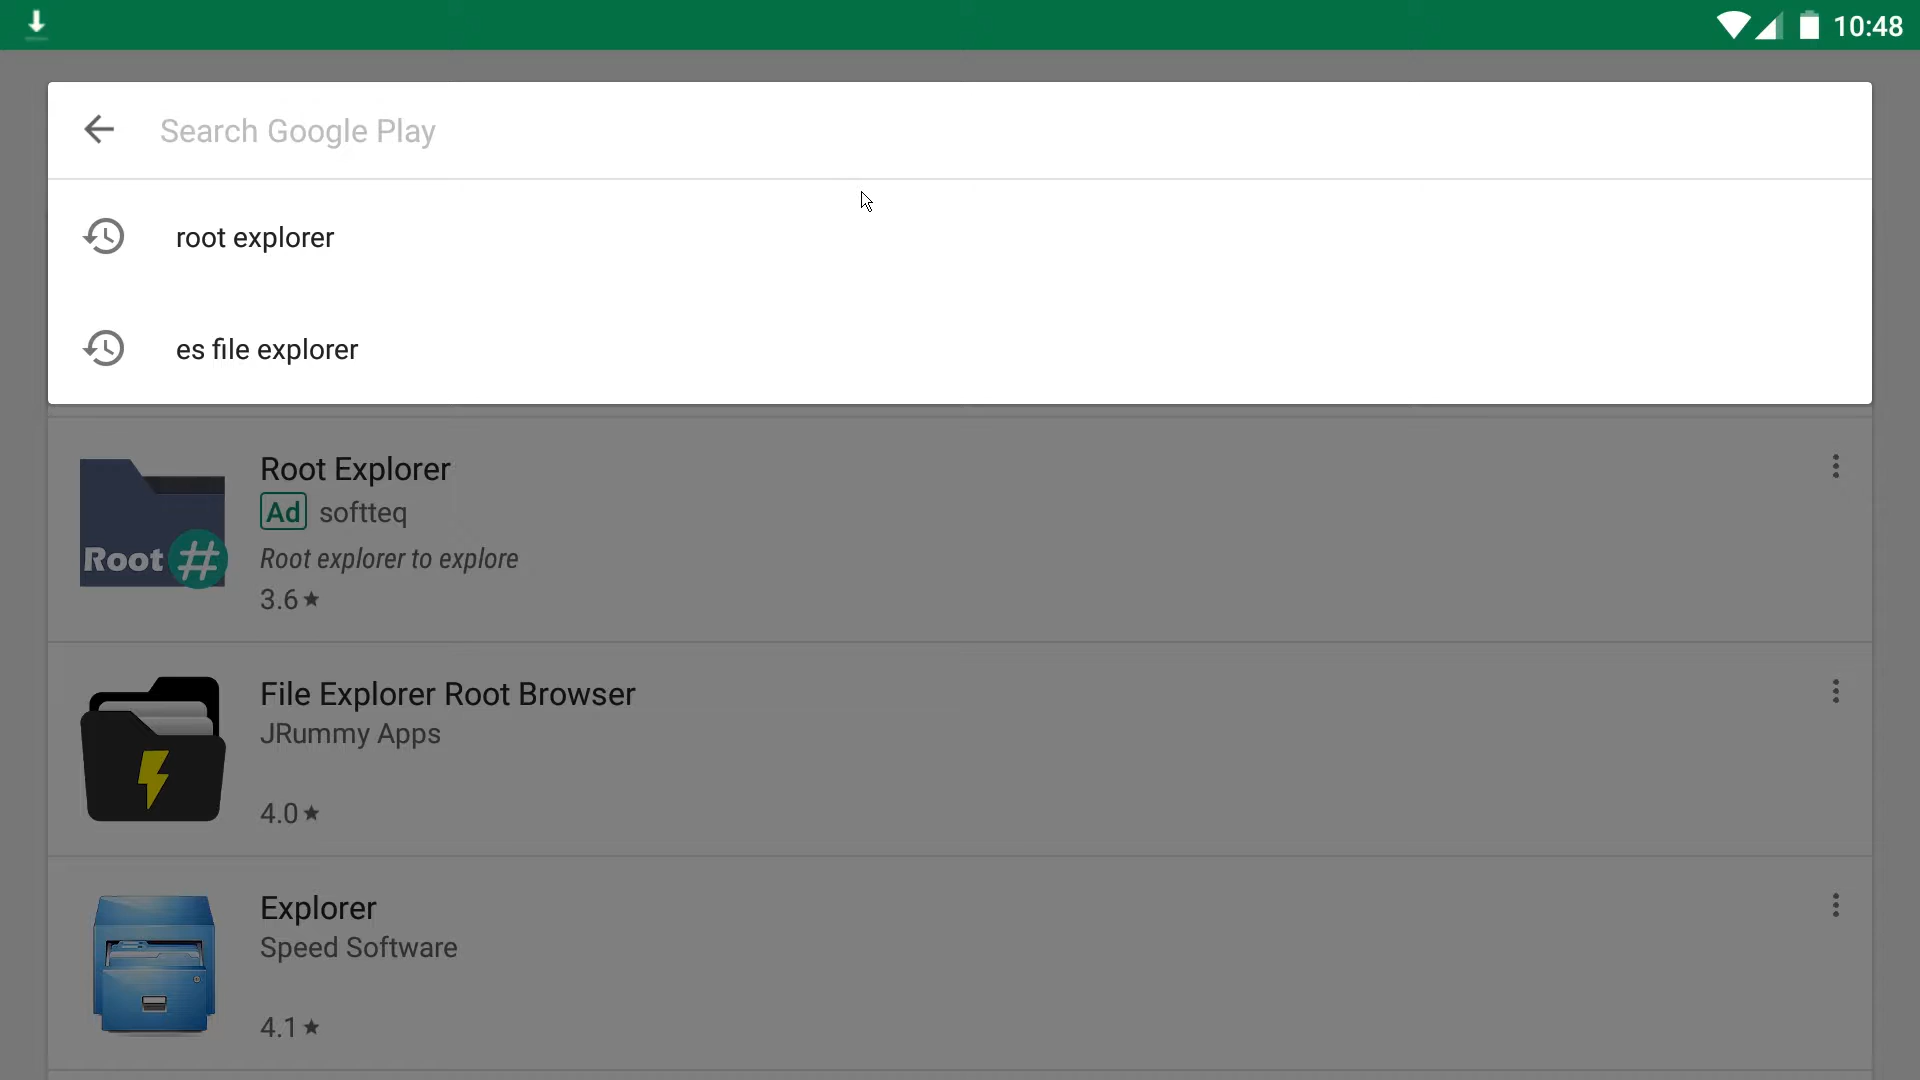 10:48
Search Google Play
root explorer
es file explorer
Root Explorer
Ad softteq
Root explorer to explore
3.6★
Root #
File Explorer Root Browser
JRummy Apps
4.0★
Explorer
Speed Software
4.1★